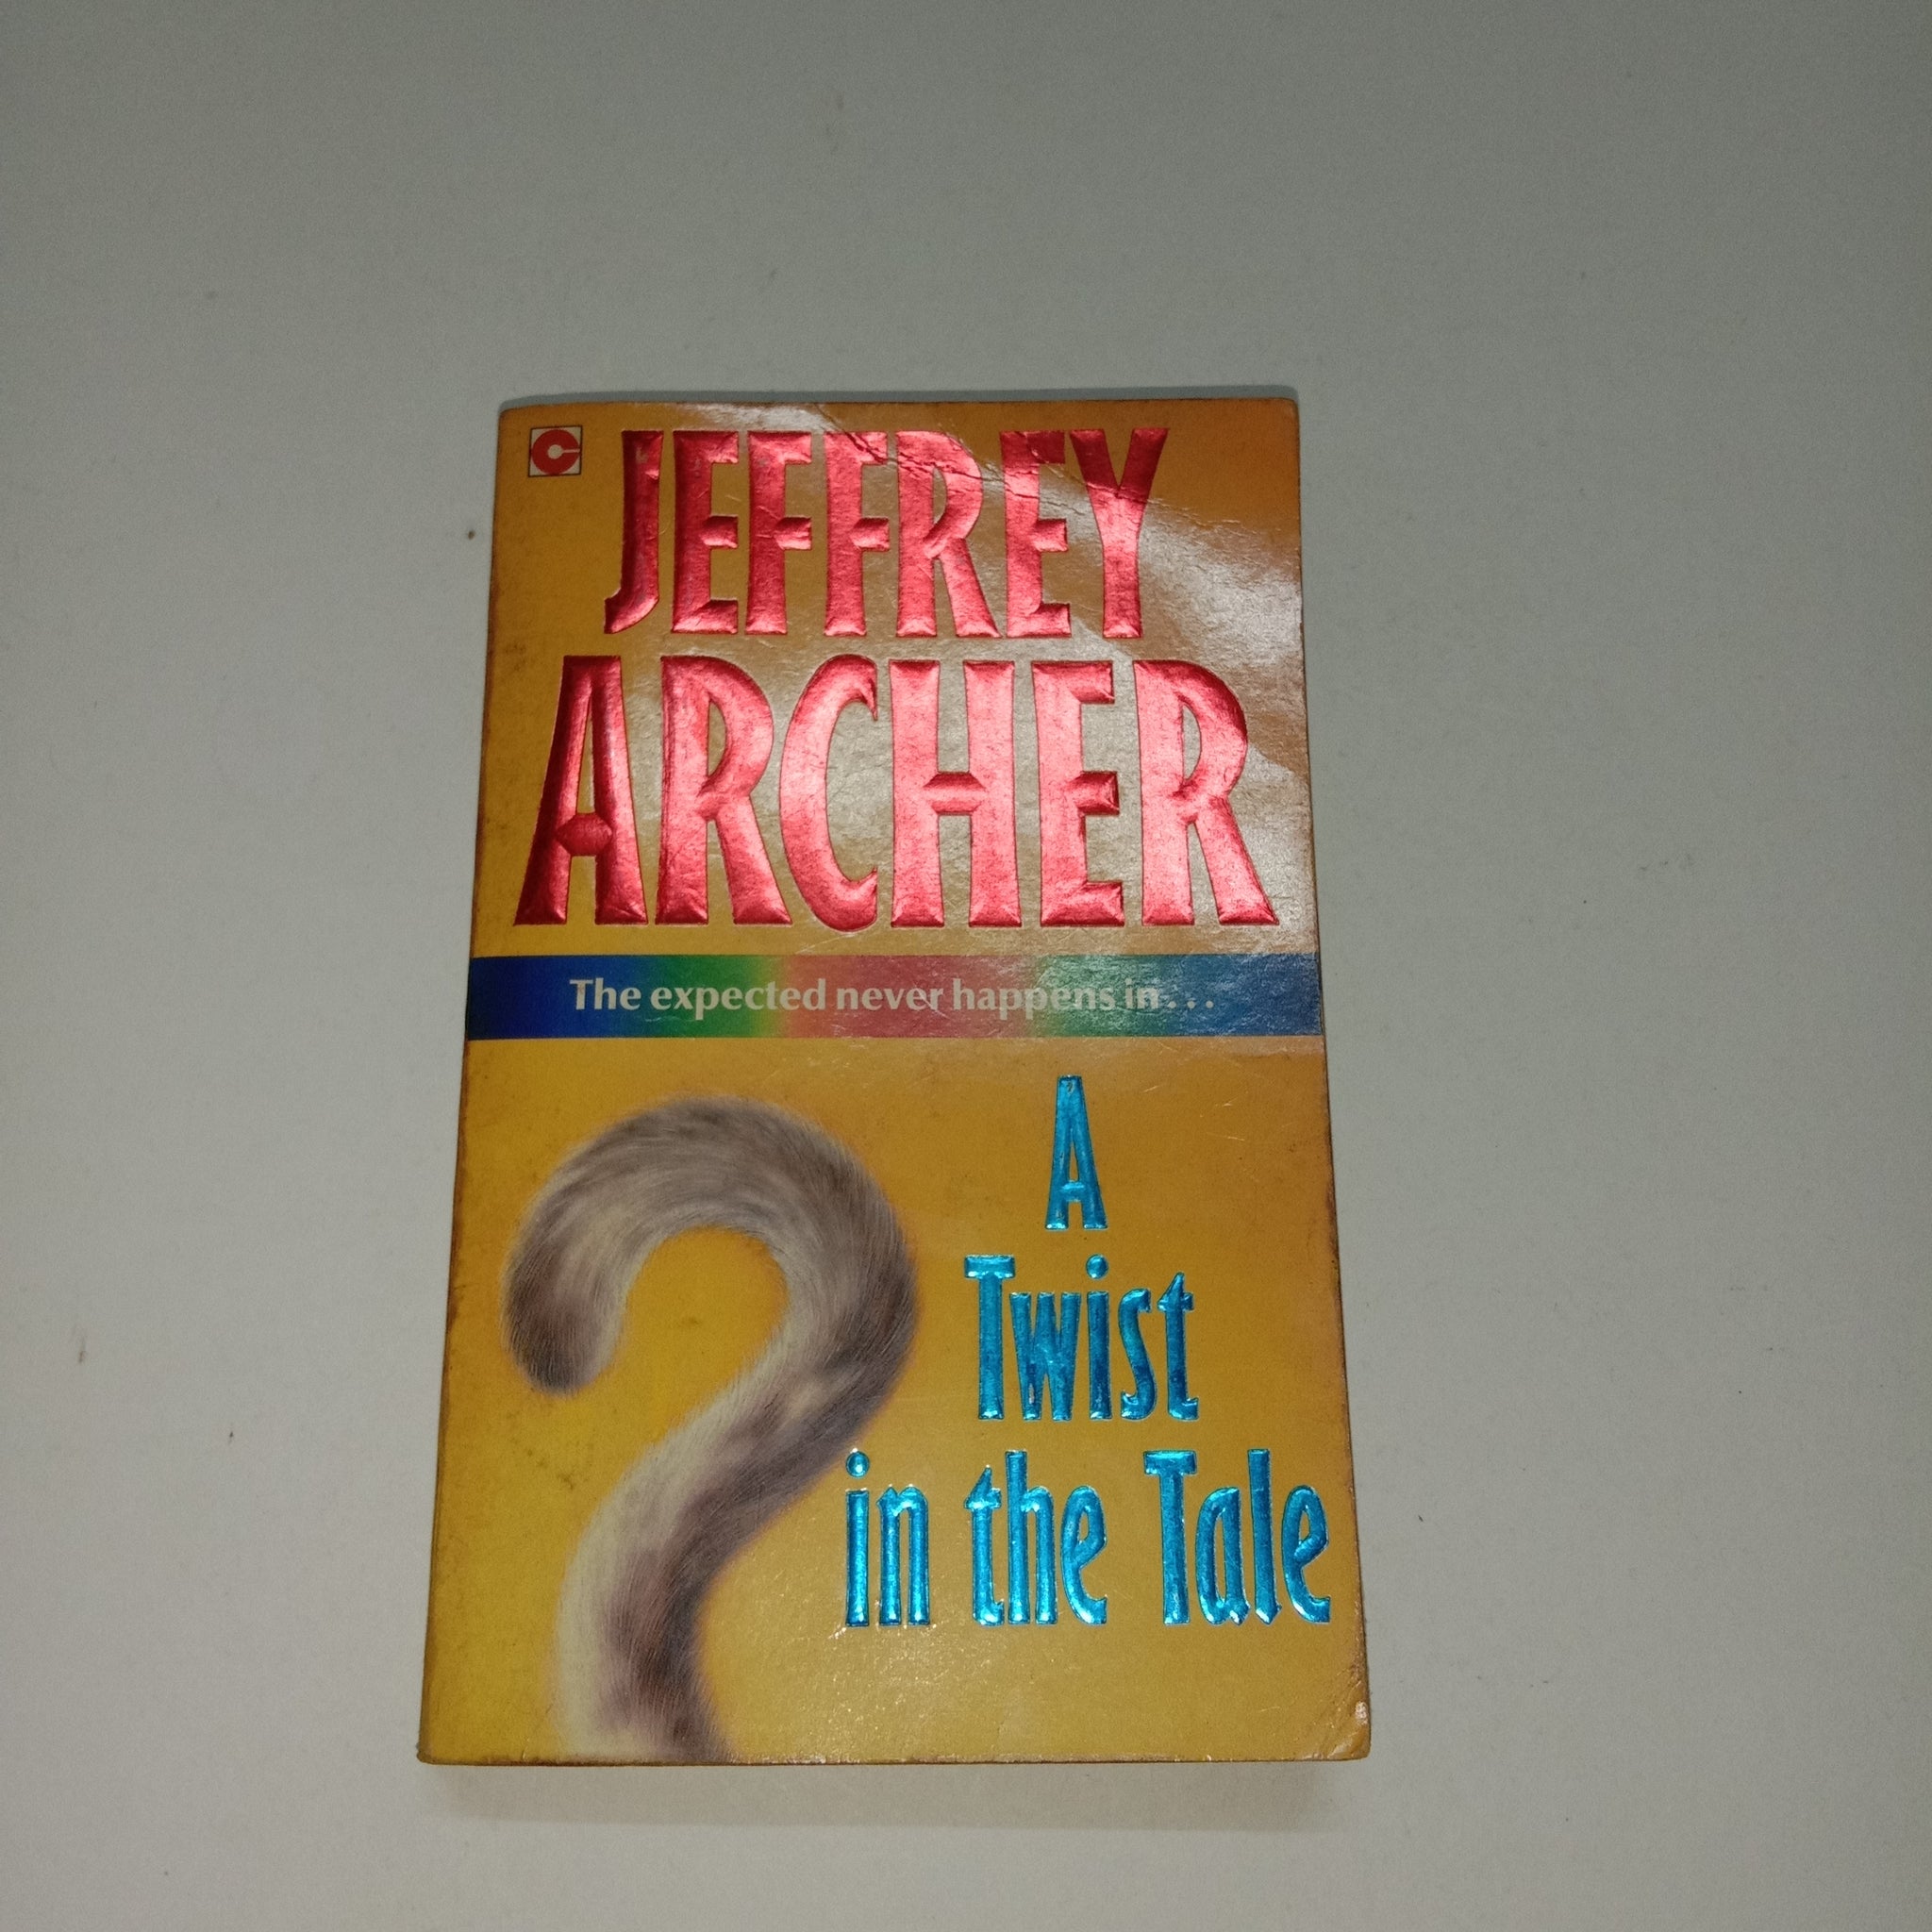 JEFFREY
ARCHER
The expected never happens in...
A
Twist
in the Tale